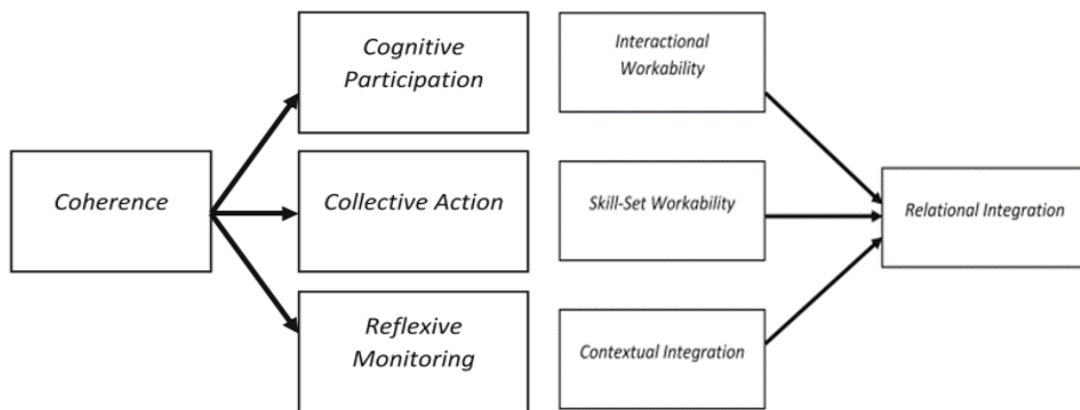 Coherence
Cognitive
Participation
Collective Action
Reflexive
Monitoring
Interactional
Workability
Skill-Set Workability
Contextual Integration
Relational Integration